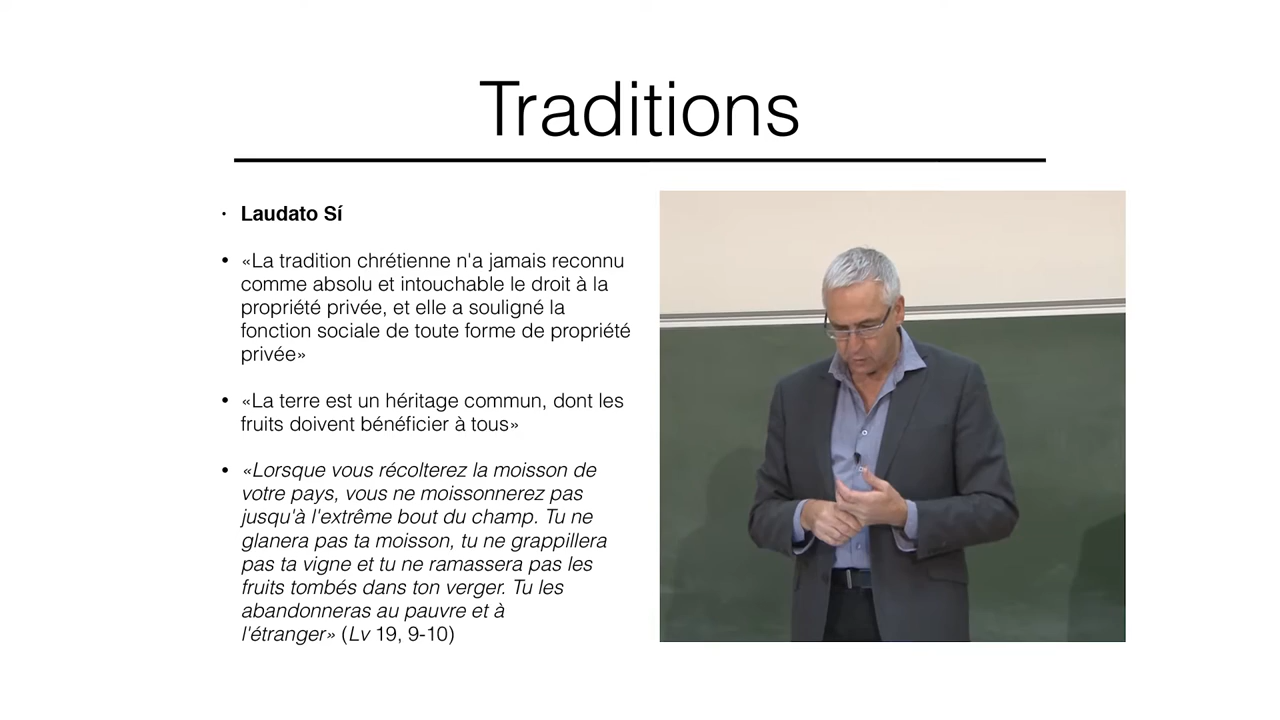 Traditions
• Laudato Sí
• «La tradition chrétienne n'a jamais reconnu
comme absolu et intouchable le droit à la
propriété privée, et elle a souligné la
fonction sociale de toute forme de propriété
privée»
• «La terre est un héritage commun, dont les
fruits doivent bénéficier à tous»
• «Lorsque vous récolterez la moisson de
votre pays, vous ne moissonnerez pas
jusqu'à l'extrême bout du champ. Tu ne
glanera pas ta moisson, tu ne grappillera
pas ta vigne et tu ne ramassera pas les
fruits tombés dans ton verger. Tu les
abandonneras au pauvre et à
l'étranger» (Lv 19, 9-10)